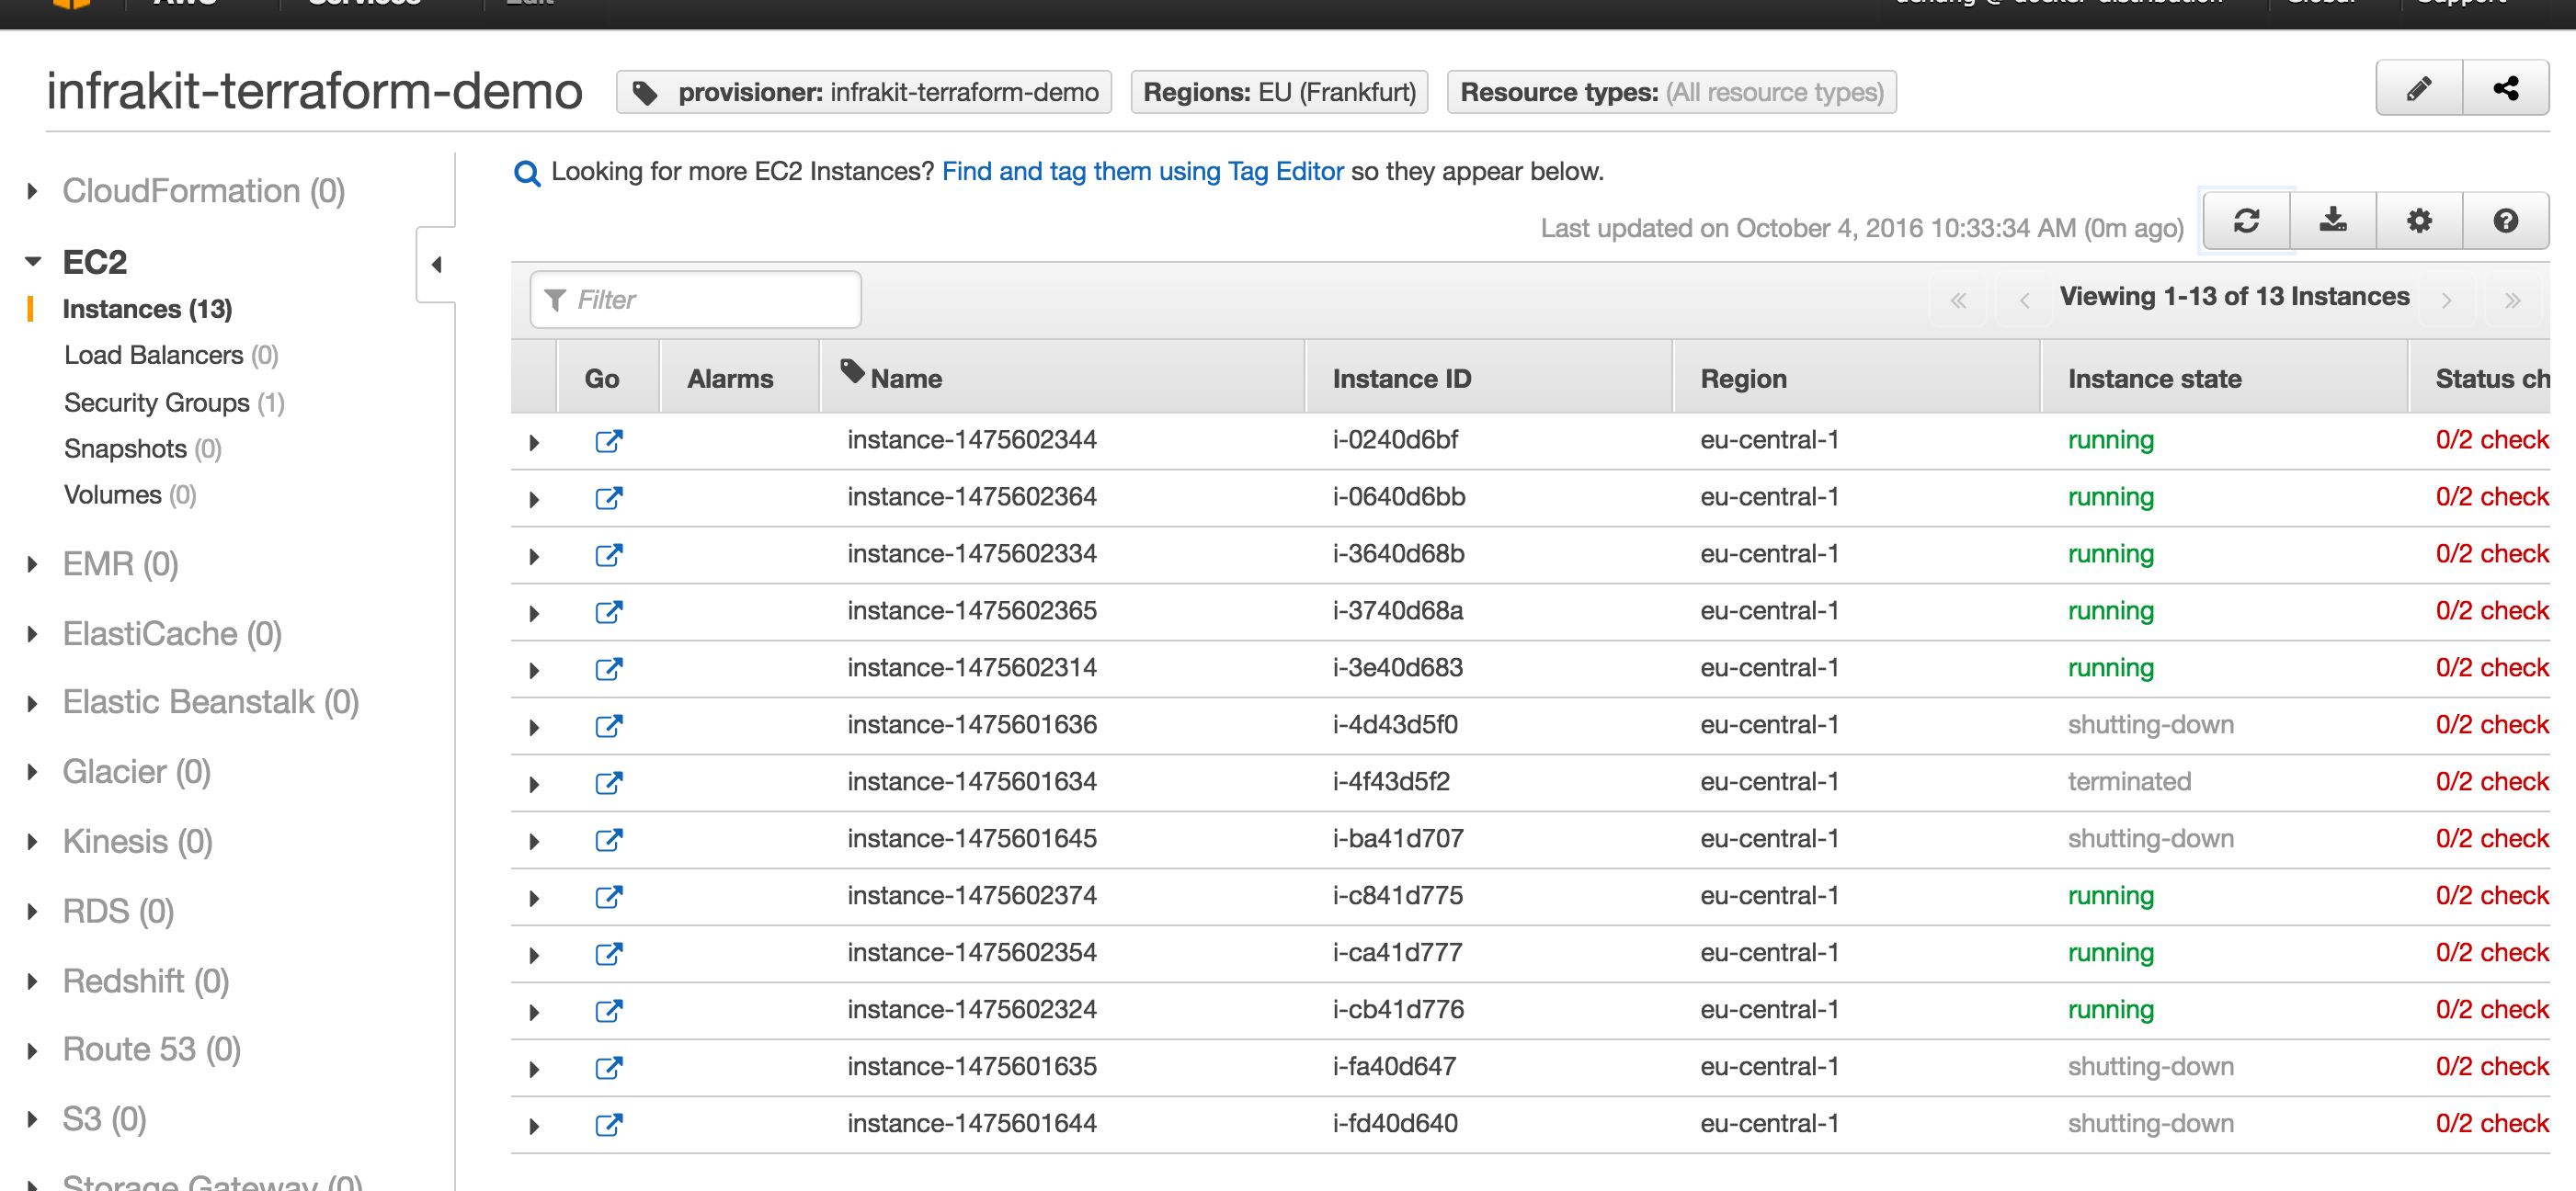 AWS Services Edit Global Support
infrakit-terraform-demo provisioner: infrakit-terraform-demo Regions: EU (Frankfurt) Resource types: (All resource types)
CloudFormation (0)
EC2
Instances (13)
Load Balancers (0)
Security Groups (1)
Snapshots (0)
Volumes (0)
EMR (0)
ElastiCache (0)
Elastic Beanstalk (0)
Glacier (0)
Kinesis (0)
RDS (0)
Redshift (0)
Route 53 (0)
S3 (0)
Storage Gateway (0)
Looking for more EC2 Instances? Find and tag them using Tag Editor so they appear below.
Last updated on October 4, 2016 10:33:34 AM (0m ago)
Filter
Viewing 1-13 of 13 Instances
Go Alarms Name Instance ID Region Instance state Status ch
instance-1475602344 i-0240d6bf eu-central-1 running 0/2 check
instance-1475602364 i-0640d6bb eu-central-1 running 0/2 check
instance-1475602334 i-3640d68b eu-central-1 running 0/2 check
instance-1475602365 i-3740d68a eu-central-1 running 0/2 check
instance-1475602314 i-3e40d683 eu-central-1 running 0/2 check
instance-1475601636 i-4d43d5f0 eu-central-1 shutting-down 0/2 check
instance-1475601634 i-4f43d5f2 eu-central-1 terminated 0/2 check
instance-1475601645 i-ba41d707 eu-central-1 shutting-down 0/2 check
instance-1475602374 i-c841d775 eu-central-1 running 0/2 check
instance-1475602354 i-ca41d777 eu-central-1 running 0/2 check
instance-1475602324 i-cb41d776 eu-central-1 running 0/2 check
instance-1475601635 i-fa40d647 eu-central-1 shutting-down 0/2 check
instance-1475601644 i-fd40d640 eu-central-1 shutting-down 0/2 check